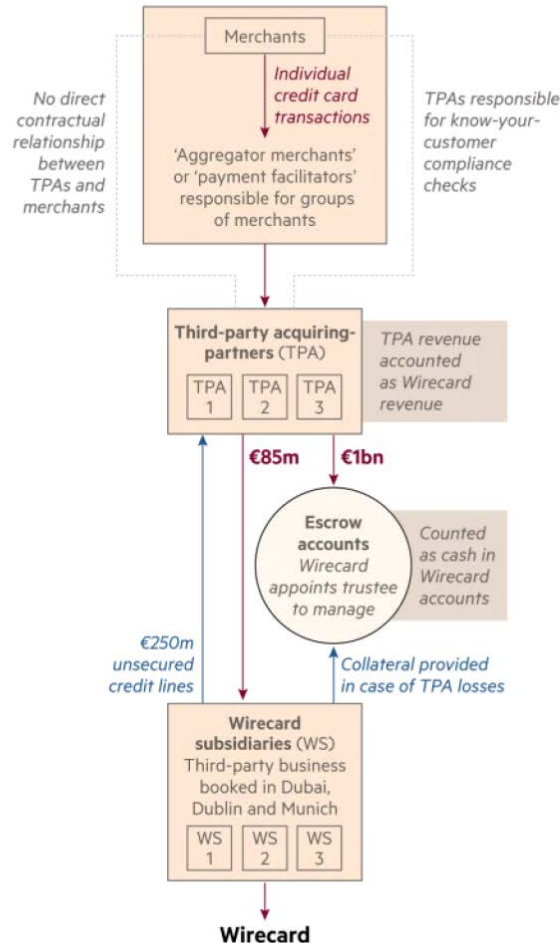 Merchants
Individual
credit card
transactions
No direct
contractual
relationship
between
TPAs and
merchants
TPAs responsible
for know-your-
customer
compliance
checks
‘Aggregator merchants’
or ‘payment facilitators’
responsible for groups
of merchants
Third-party acquiring-
partners (TPA)
TPA
1
TPA
2
TPA
3
TPA revenue
accounted
as Wirecard
revenue
€85m
€1bn
Escrow
accounts
Wirecard
appoints trustee
to manage
Counted
as cash in
Wirecard
accounts
€250m
unsecured
credit lines
Collateral provided
in case of TPA losses
Wirecard
subsidiaries (WS)
Third-party business
booked in Dubai,
Dublin and Munich
WS
1
WS
2
WS
3
Wirecard